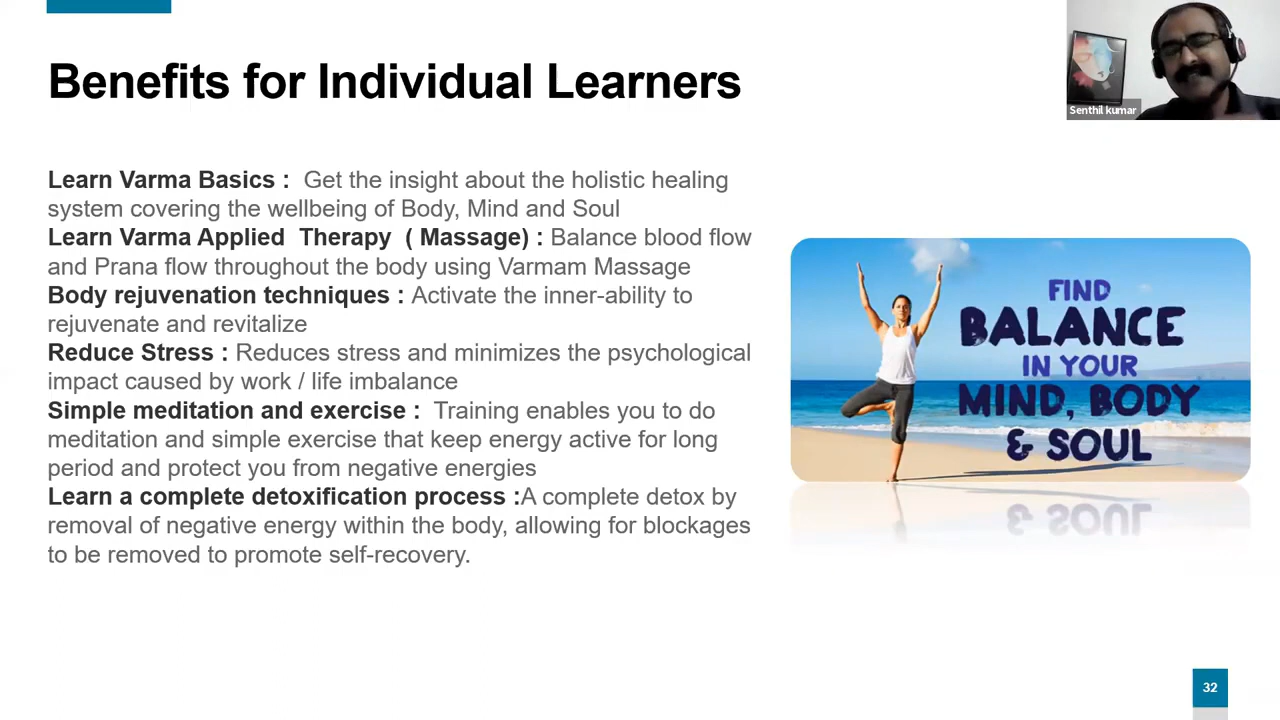 Benefits for Individual Learners
Senthil kumar
Learn Varma Basics :  Get the insight about the holistic healing
system covering the wellbeing of Body, Mind and Soul
Learn Varma Applied  Therapy  ( Massage) : Balance blood flow
and Prana flow throughout the body using Varmam Massage
Body rejuvenation techniques : Activate the inner-ability to
rejuvenate and revitalize
Reduce Stress : Reduces stress and minimizes the psychological
impact caused by work / life imbalance
Simple meditation and exercise :  Training enables you to do
meditation and simple exercise that keep energy active for long
period and protect you from negative energies
Learn a complete detoxification process :A complete detox by
removal of negative energy within the body, allowing for blockages
to be removed to promote self-recovery.
FIND
BALANCE
IN YOUR
MIND, BODY
& SOUL
& SOUL
32